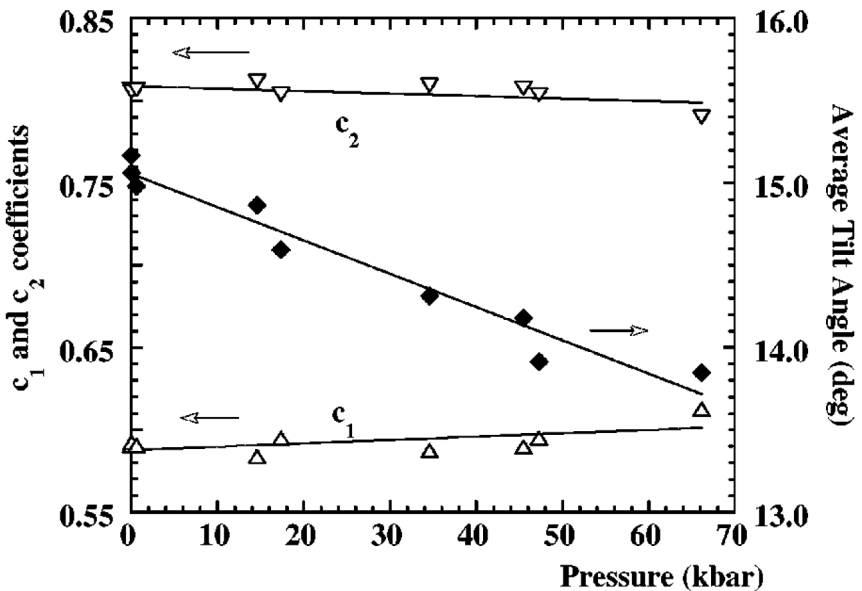 0.85
0.75
0.65
0.55
c1 and c2 coefficients
c2
c1
16.0
15.0
14.0
13.0
Average Tilt Angle (deg)
0 10 20 30 40 50 60 70
Pressure (kbar)